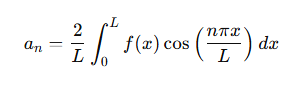 a_n = \frac{2}{L} \int_0^L f(x) \cos \left( \frac{n\pi x}{L} \right) dx